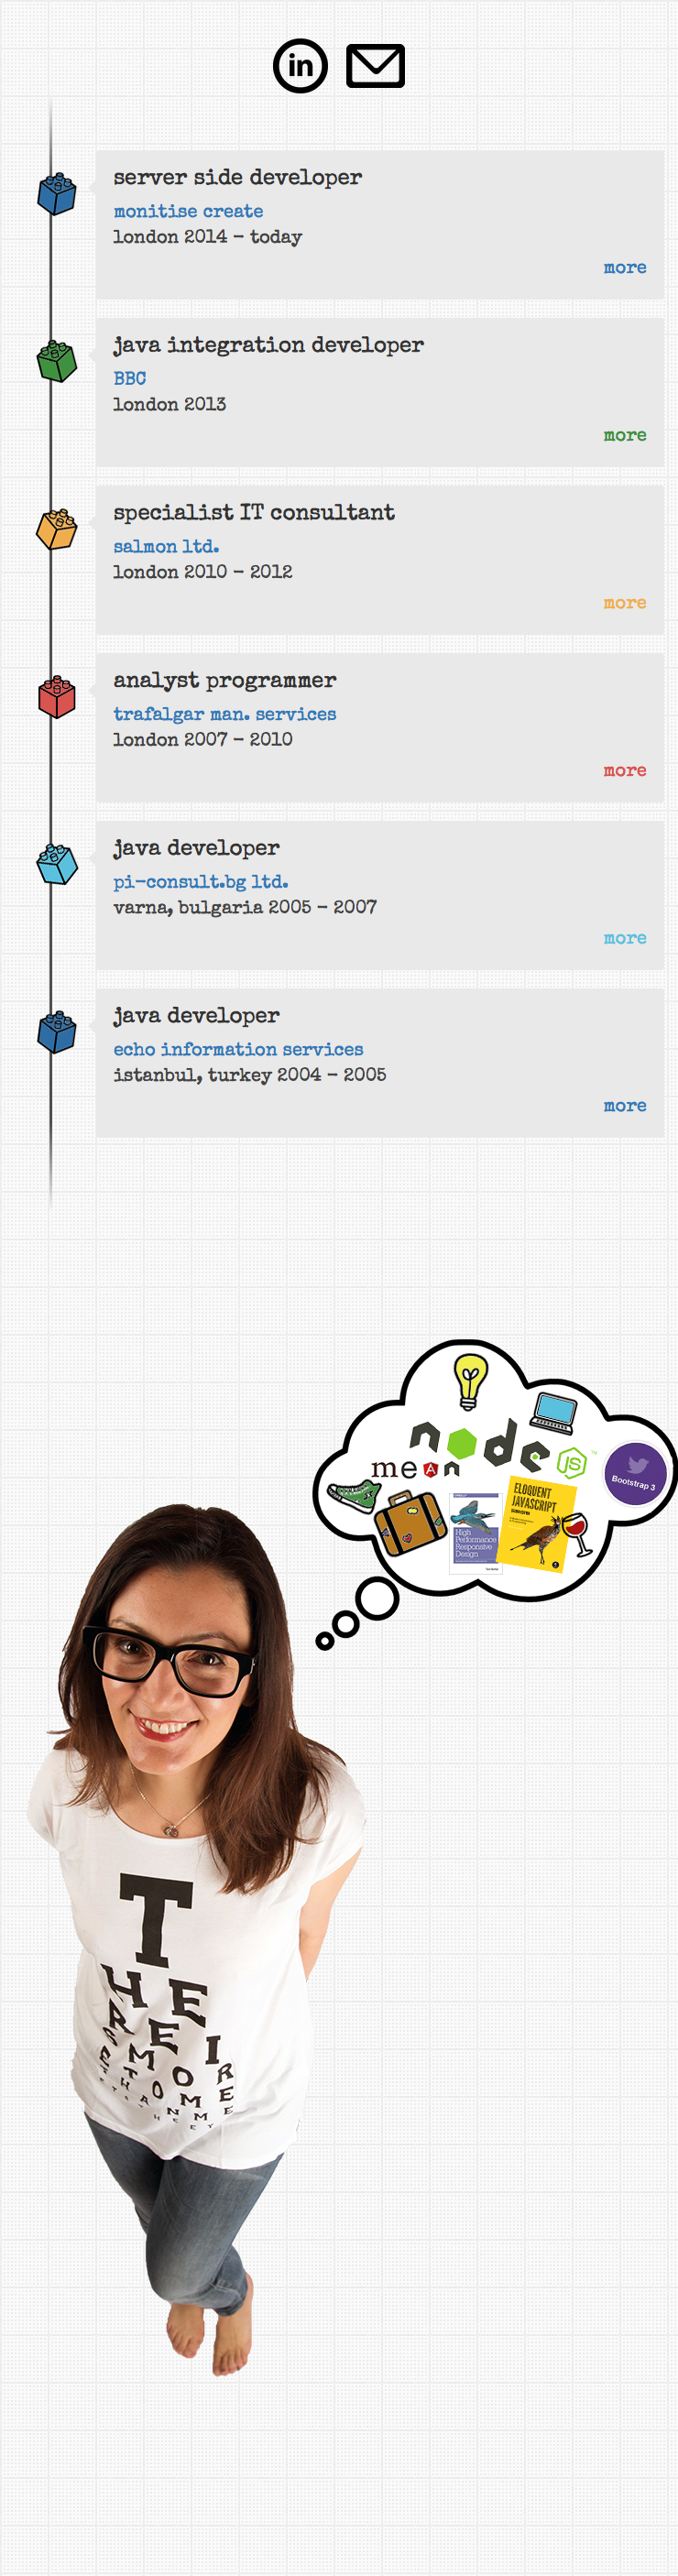 in
server side developer
monitise create
london 2014 - today
more
java integration developer
BBC
london 2013
more
specialist IT consultant
salmon ltd.
london 2010 - 2012
more
analyst programmer
trafalgar man. services
london 2007 - 2010
more
java developer
pi-consult.bg ltd.
varna, bulgaria 2005 - 2007
more
java developer
echo information services
istanbul, turkey 2004 - 2005
more
node
JS
mean
Bootstrap 3
ELOQUENT
JAVASCRIPT
High
Performance
Responsive
Design
T
HE
REI